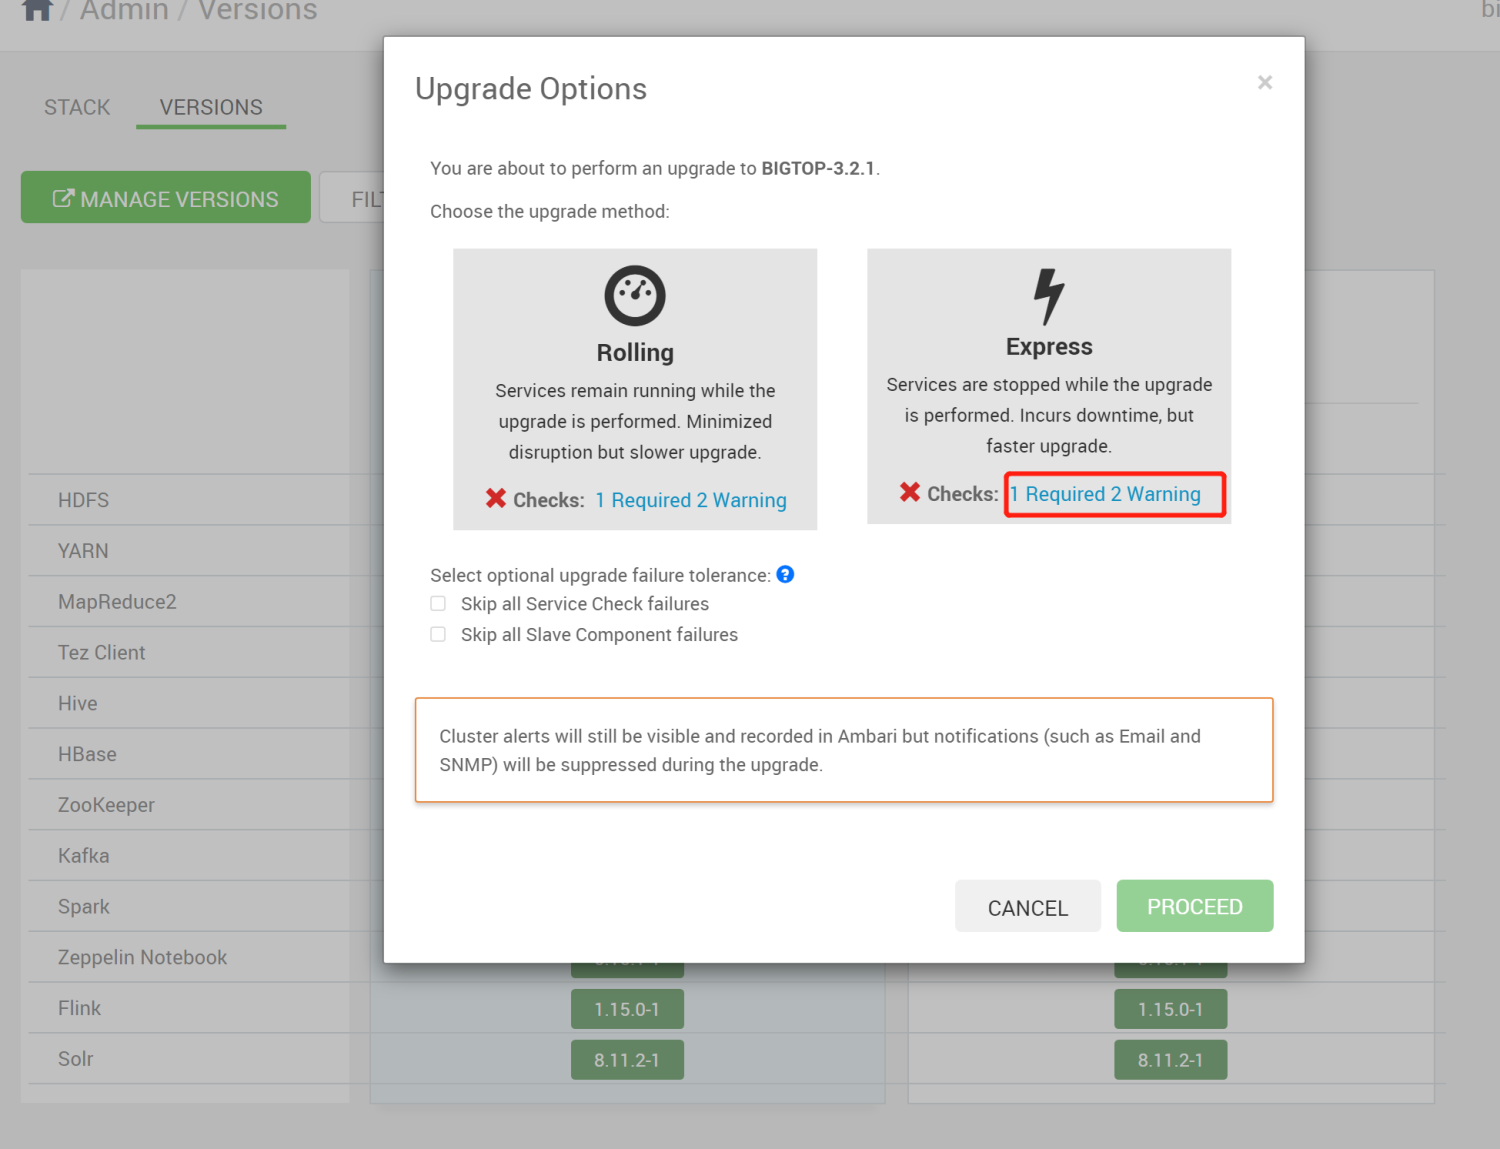 / Admin / Versions
bi
STACK
VERSIONS
MANAGE VERSIONS
FILT
Upgrade Options
×
You are about to perform an upgrade to BIGTOP-3.2.1.
Choose the upgrade method:
Rolling
Services remain running while the
upgrade is performed. Minimized
disruption but slower upgrade.
Checks: 1 Required 2 Warning
Express
Services are stopped while the upgrade
is performed. Incurs downtime, but
faster upgrade.
Checks: 1 Required 2 Warning
Select optional upgrade failure tolerance: ?
Skip all Service Check failures
Skip all Slave Component failures
Cluster alerts will still be visible and recorded in Ambari but notifications (such as Email and
SNMP) will be suppressed during the upgrade.
CANCEL
PROCEED
HDFS
YARN
MapReduce2
Tez Client
Hive
HBase
ZooKeeper
Kafka
Spark
Zeppelin Notebook
Flink
1.15.0-1
1.15.0-1
Solr
8.11.2-1
8.11.2-1